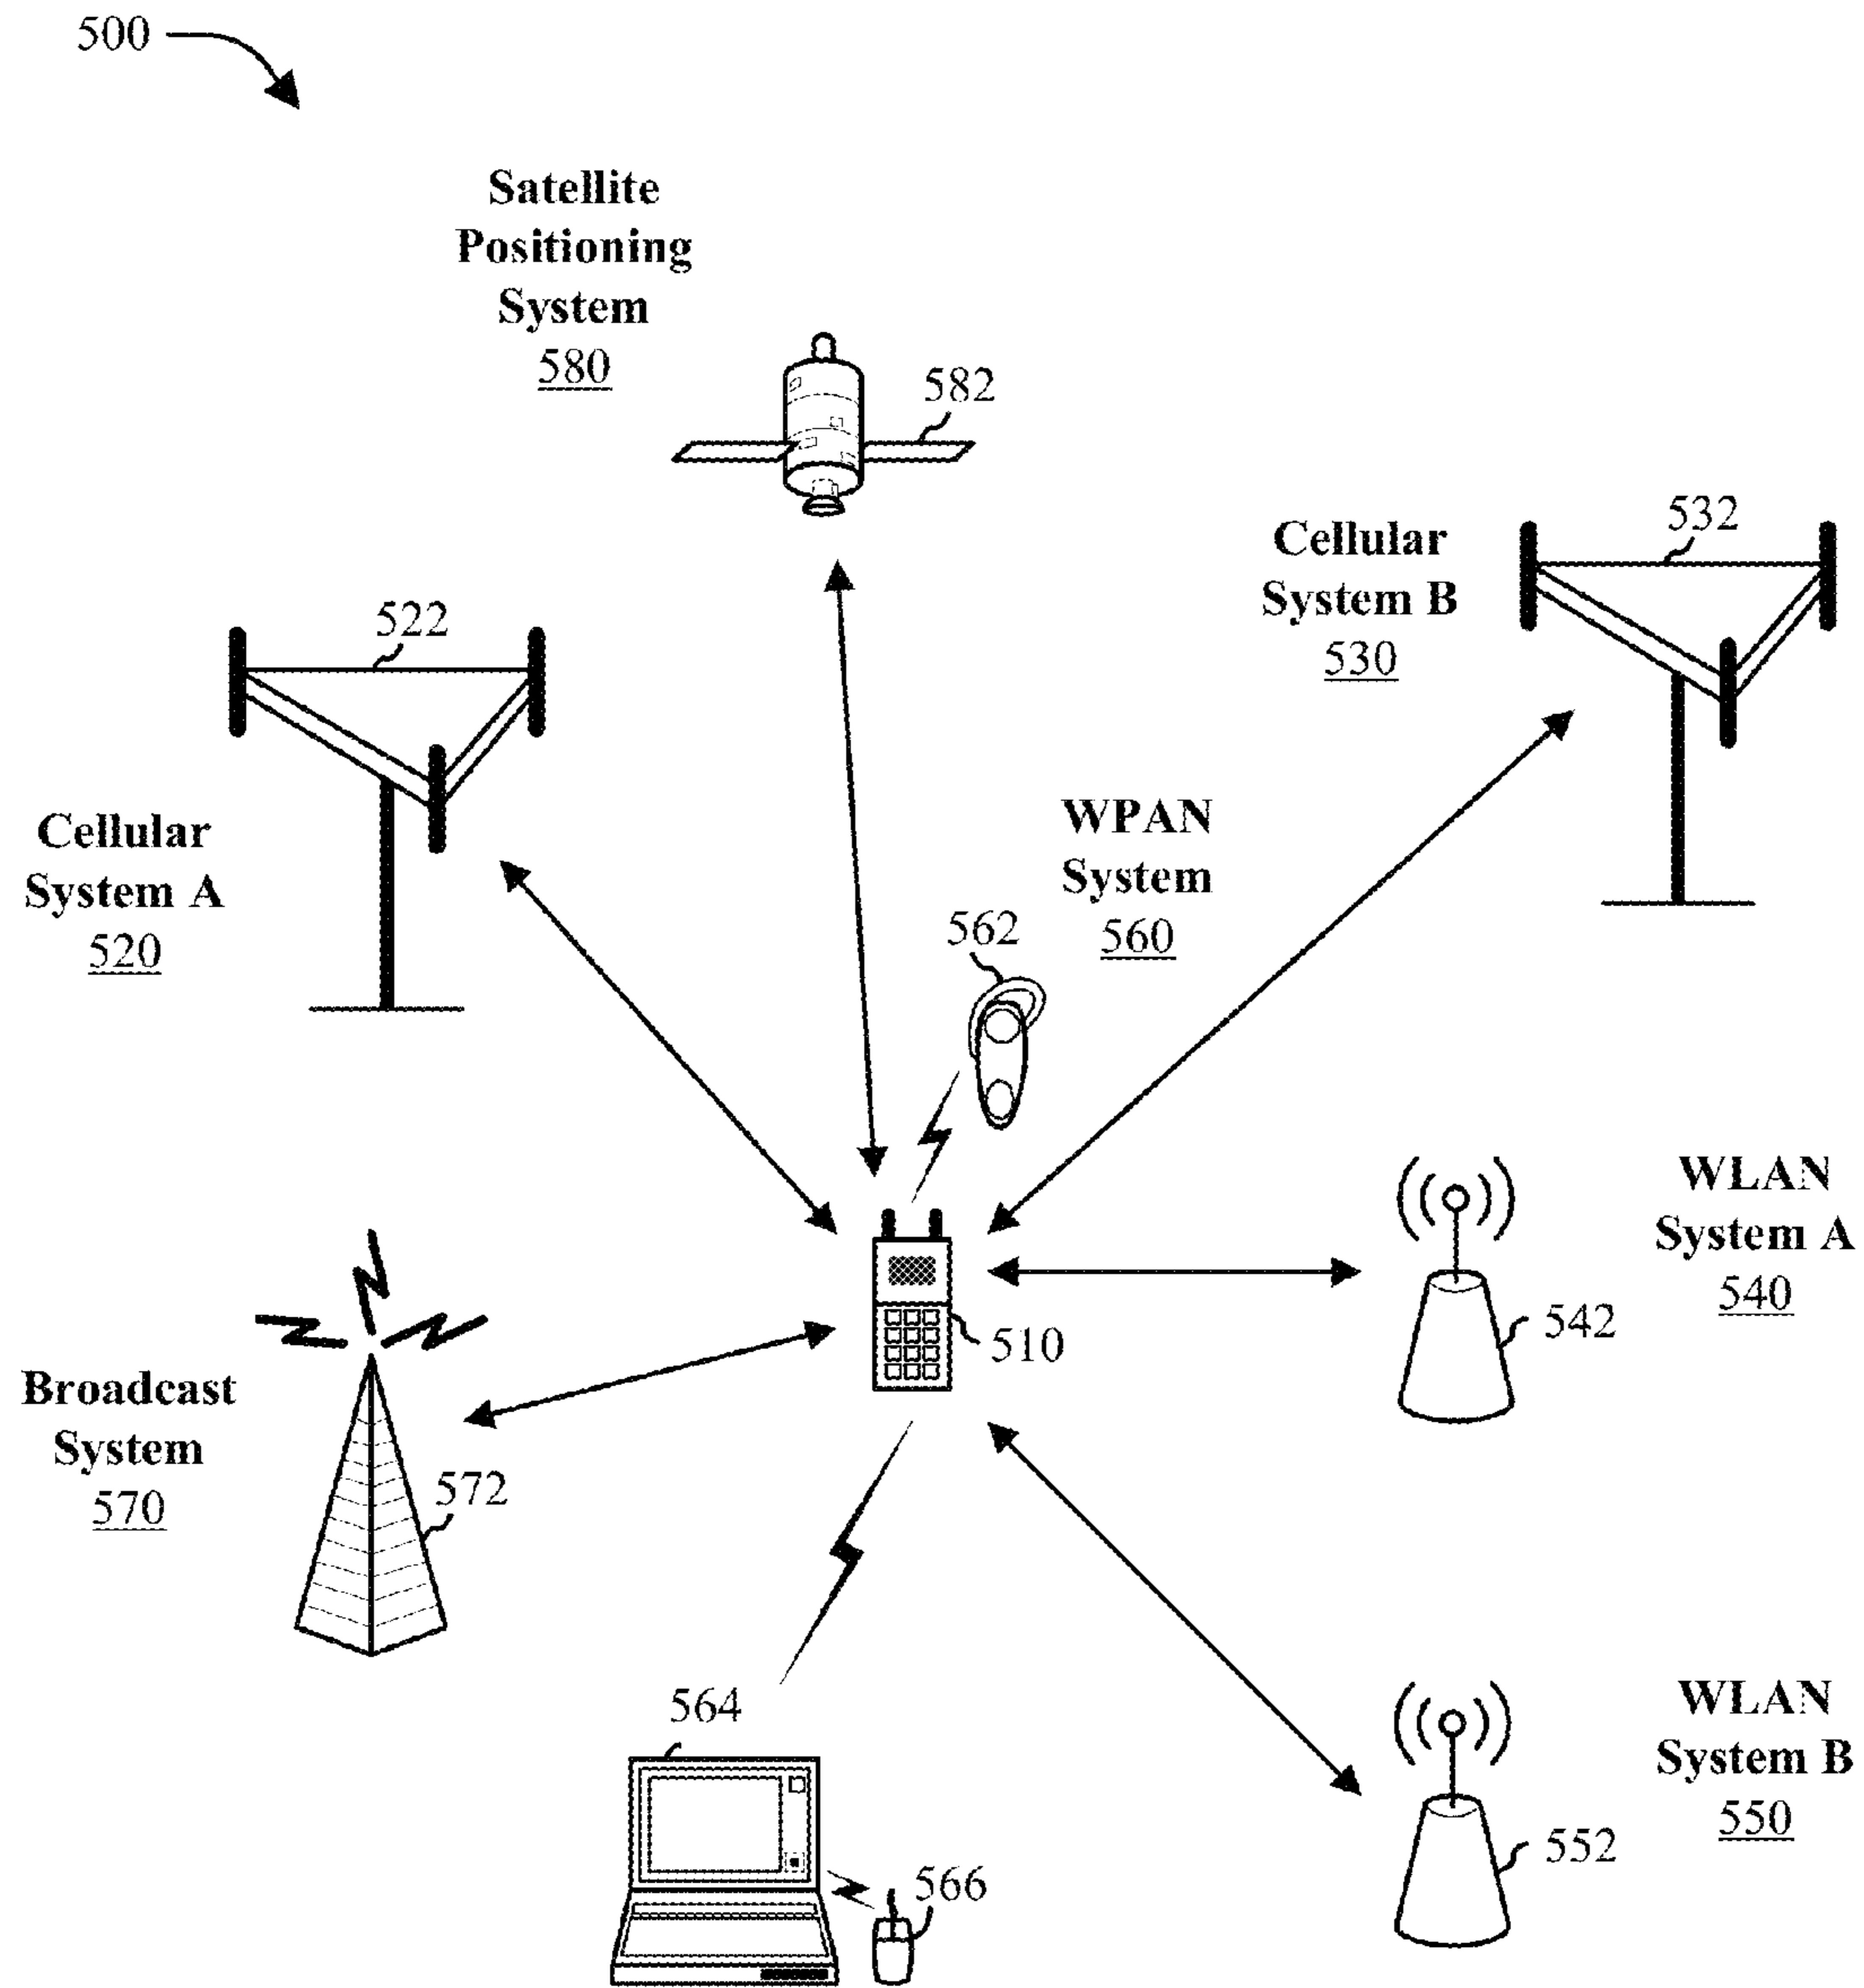 500
Satellite
Positioning
System
580
582
Cellular
System B
530
532
522
Cellular
System A
520
WPAN
System
560
562
WLAN
System A
540
542
510
Broadcast
System
570
572
564
566
WLAN
System B
550
552